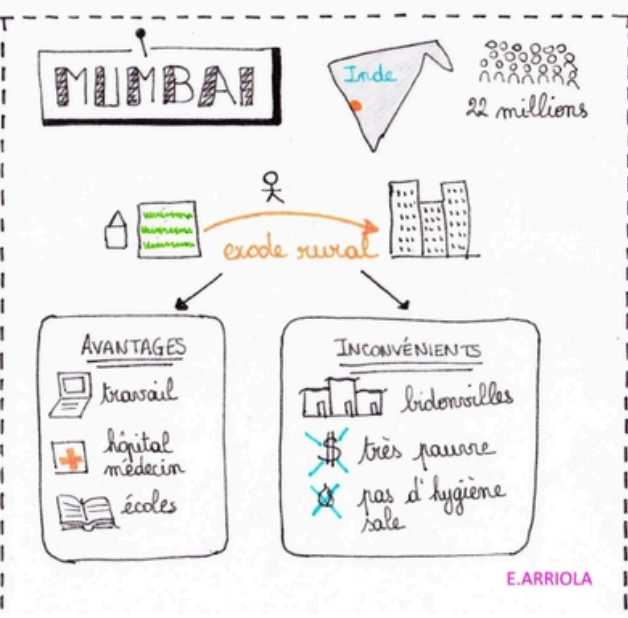 MUMBAI
Inde
22 millions
exode rural
AVANTAGES
travail
hôpital
médecin
écoles
INCONVÉNIENTS
bidonvilles
$ très pauvre
pas d'hygiène
sale
E.ARRIOLA